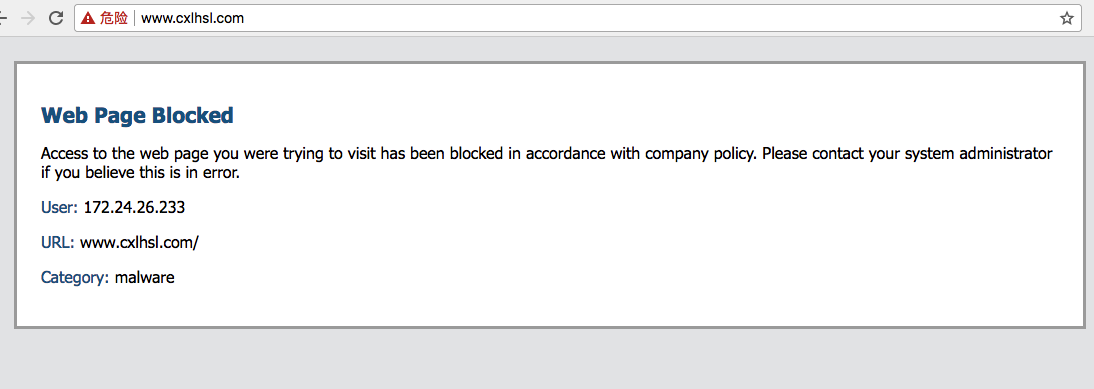 危险 www.cxlhsl.com
Web Page Blocked
Access to the web page you were trying to visit has been blocked in accordance with company policy. Please contact your system administrator
if you believe this is in error.
User: 172.24.26.233
URL: www.cxlhsl.com/
Category: malware